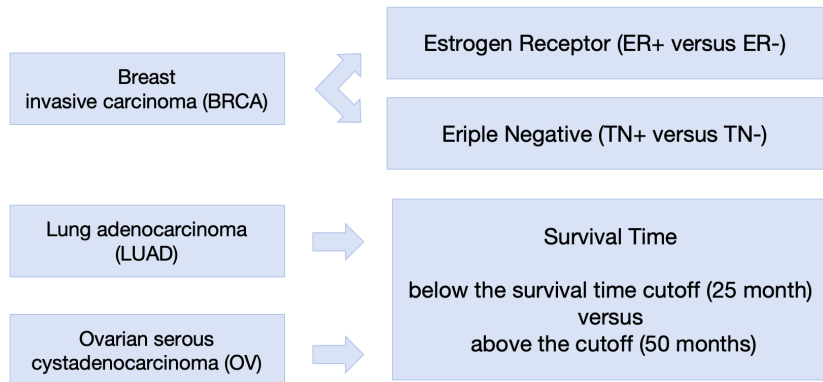 Breast
invasive carcinoma (BRCA)
Estrogen Receptor (ER+ versus ER-)
Eriple Negative (TN+ versus TN-)
Lung adenocarcinoma
(LUAD)
Ovarian serous
cystadenocarcinoma (OV)
Survival Time
below the survival time cutoff (25 month)
versus
above the cutoff (50 months)